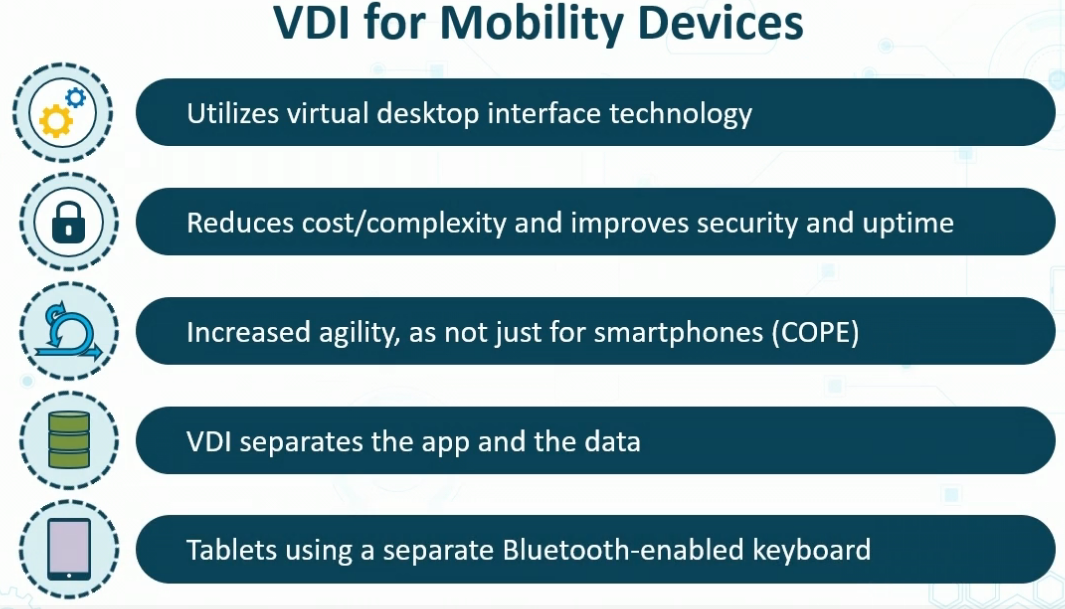 VDI for Mobility Devices
Utilizes virtual desktop interface technology
Reduces cost/complexity and improves security and uptime
Increased agility, as not just for smartphones (COPE)
VDI separates the app and the data
Tablets using a separate Bluetooth-enabled keyboard